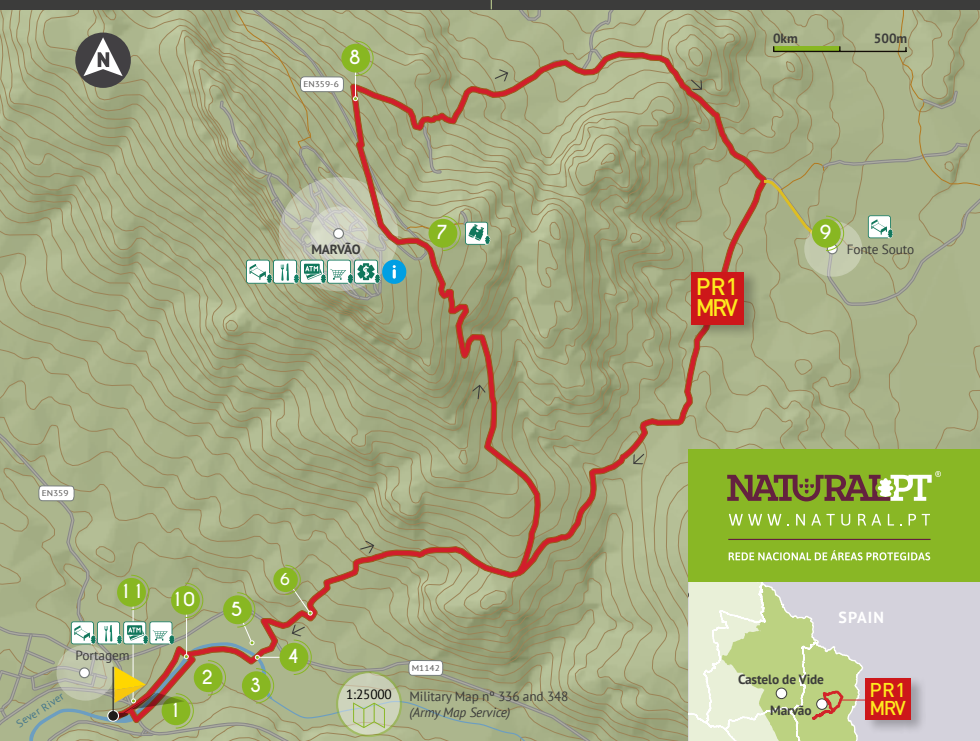 N
0km 500m
8
EN359-6
7
MARVÃO
ATM
i
9
Fonte Souto
PR1
MRV
EN359
NATURAL.PT®
WWW.NATURAL.PT
REDE NACIONAL DE ÁREAS PROTEGIDAS
6
11
10
5
ATM
Portagem
4
2
3
1
M1142
Sever River
1:25000
Military Map nº 336 and 348
(Army Map Service)
SPAIN
Castelo de Vide
Marvão
PR1
MRV